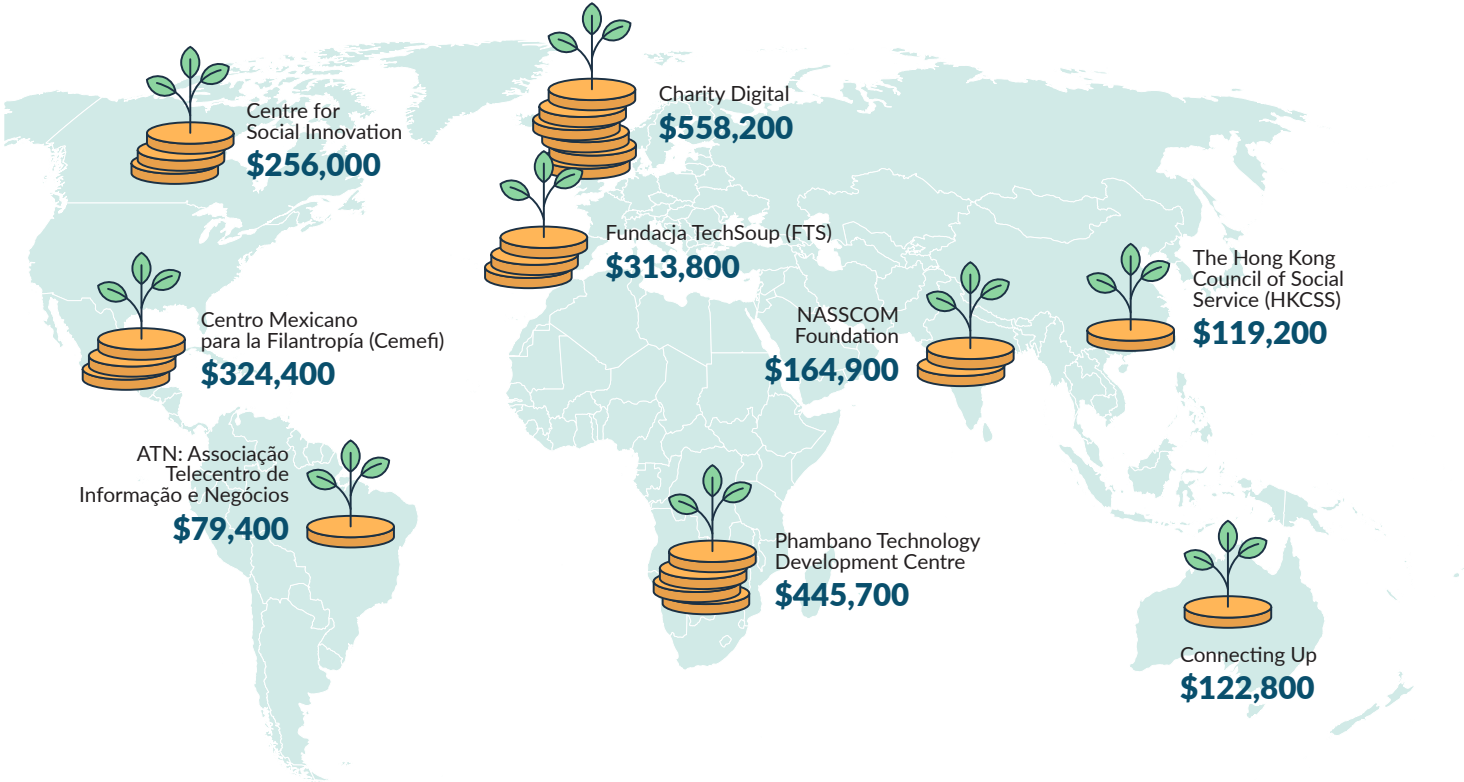 Charity Digital
$558,200
Centre for
Social Innovation
$256,000
Fundacja TechSoup (FTS)
$313,800
The Hong Kong
Council of Social
Service (HKCSS)
$119,200
NASSCOM
Foundation
$164,900
Centro Mexicano
para la Filantropía (Cemefi)
$324,400
ATN: Associação
Telecentro de
Informação e Negócios
$79,400
Phambano Technology
Development Centre
$445,700
Connecting Up
$122,800